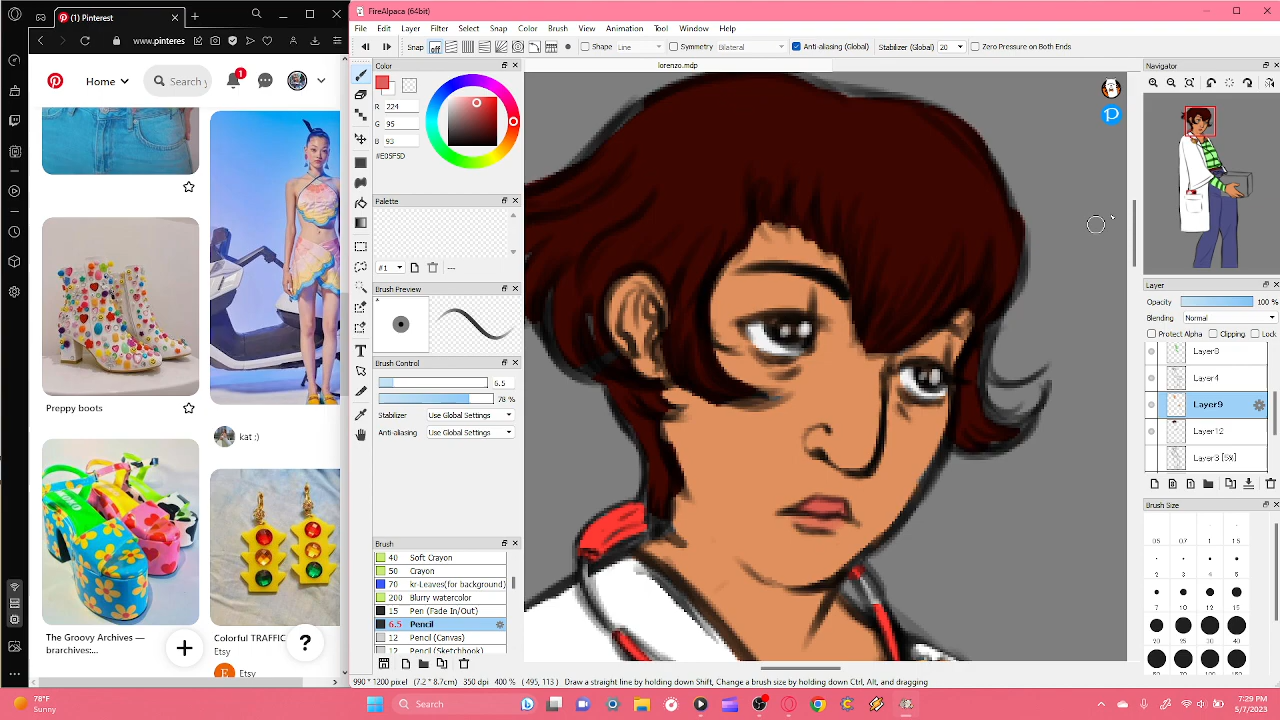 (1) Pinterest
www.pinteres
Home
Search y
1
Preppy boots
kat :)
The Groovy Archives —
brarchives:...
Colorful TRAFFIC
Etsy
Etsy
?
FireAlpaca (64bit)
File Edit Layer Filter Select Snap Color Brush View Animation Tool Window Help
Snap off Shape Line Symmetry Bilateral Anti-aliasing (Global) Stabilizer (Global) 20 Zero Pressure on Both Ends
lorenzo.mdp
Color
R 224
G 95
B 93
#E05F5D
Palette
#1
Brush Preview
Brush Control
6.5
78 %
Stabilizer Use Global Settings
Anti-aliasing Use Global Settings
Brush
40 Soft Crayon
50 Crayon
70 kr-Leaves(for background)
200 Blurry watercolor
15 Pen (Fade In/Out)
6.5 Pencil
12 Pencil (Canvas)
12 Pencil (Sketchbook)
Navigator
Layer
Opacity 100 %
Blending Normal
Protect Alpha Clipping Lock
Layer4
Layer9
Layer12
Brush Size
990 * 1200 pixel (7.2 * 8.7cm) 350 dpi 400 % ( 495, 113 ) Draw a straight line by holding down Shift, Change a brush size by holding down Ctrl, Alt, and dragging
78°F
Sunny
Search
7:29 PM
5/7/2023